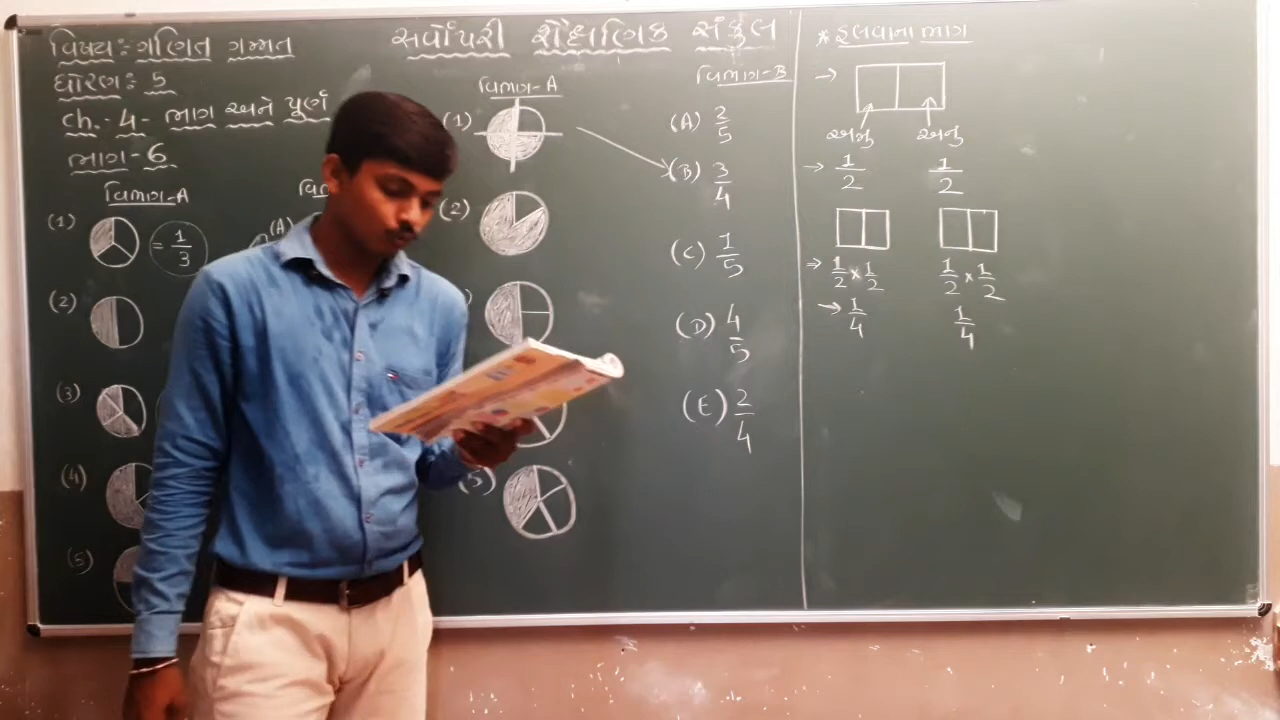 વિષય: ગણિત ગમ્મત
ધોરણ: 5
ch. - 4 - ભાગ અને પૂર્ણ
ભાગ-6
વિભાગ-A
(1) = 1/3
(A)
(2)
(3)
(4)
(5)
સર્વોપરી શૈક્ષણિક સંકુલ
વિભાગ-A
(1)
(2)
(5)
વિભાગ-B
(A) 2/5
(B) 3/4
(C) 1/5
(D) 4/5
(E) 2/4
* હલવાના ભાગ
→
અનુ અનુ
→ 1/2 1/2
→ 1/2 × 1/2 1/2 × 1/2
→ 1/4 1/4